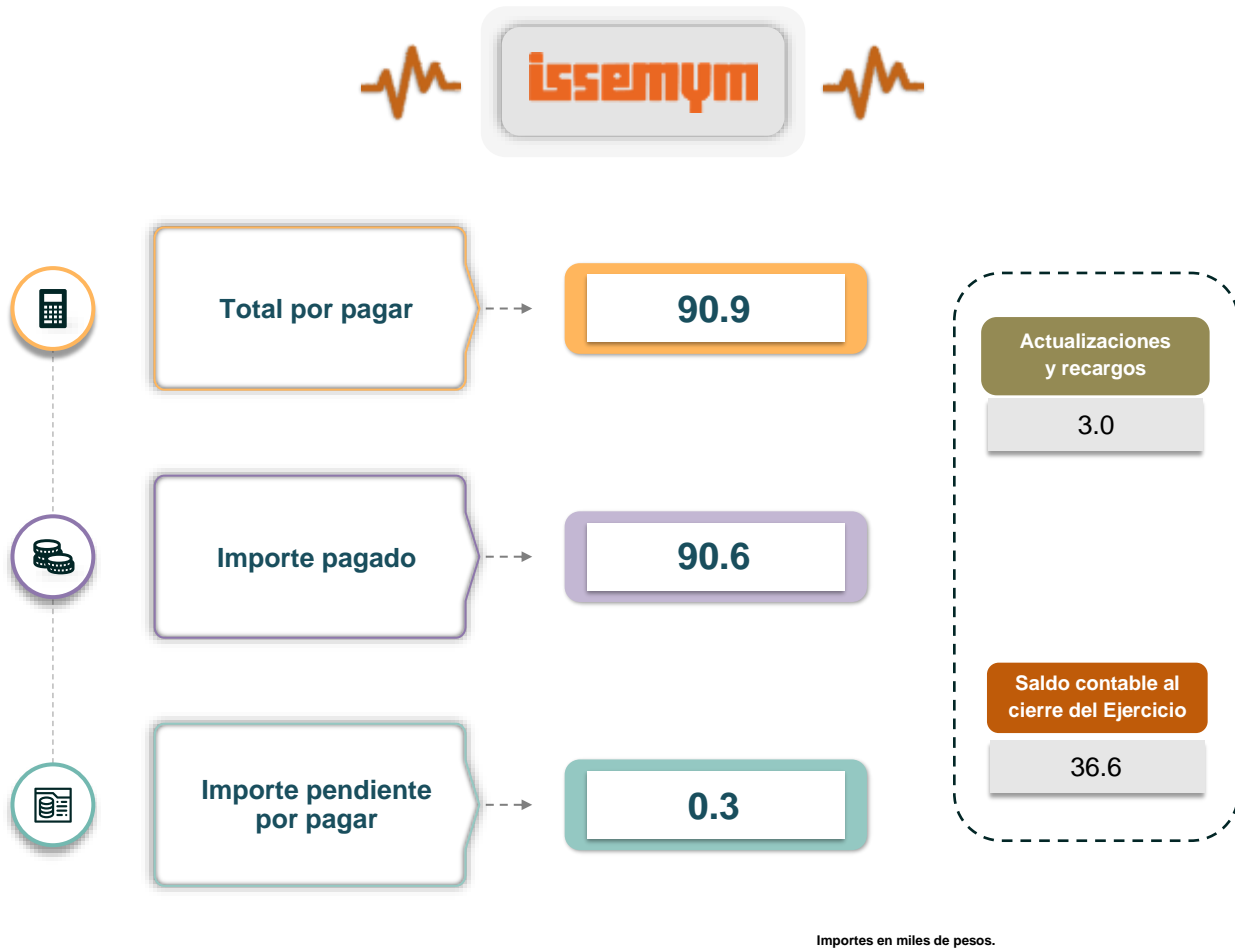 issemym
Total por pagar
90.9
Actualizaciones
y recargos
3.0
Importe pagado
90.6
Saldo contable al
cierre del Ejercicio
36.6
Importe pendiente
por pagar
0.3
Importes en miles de pesos.